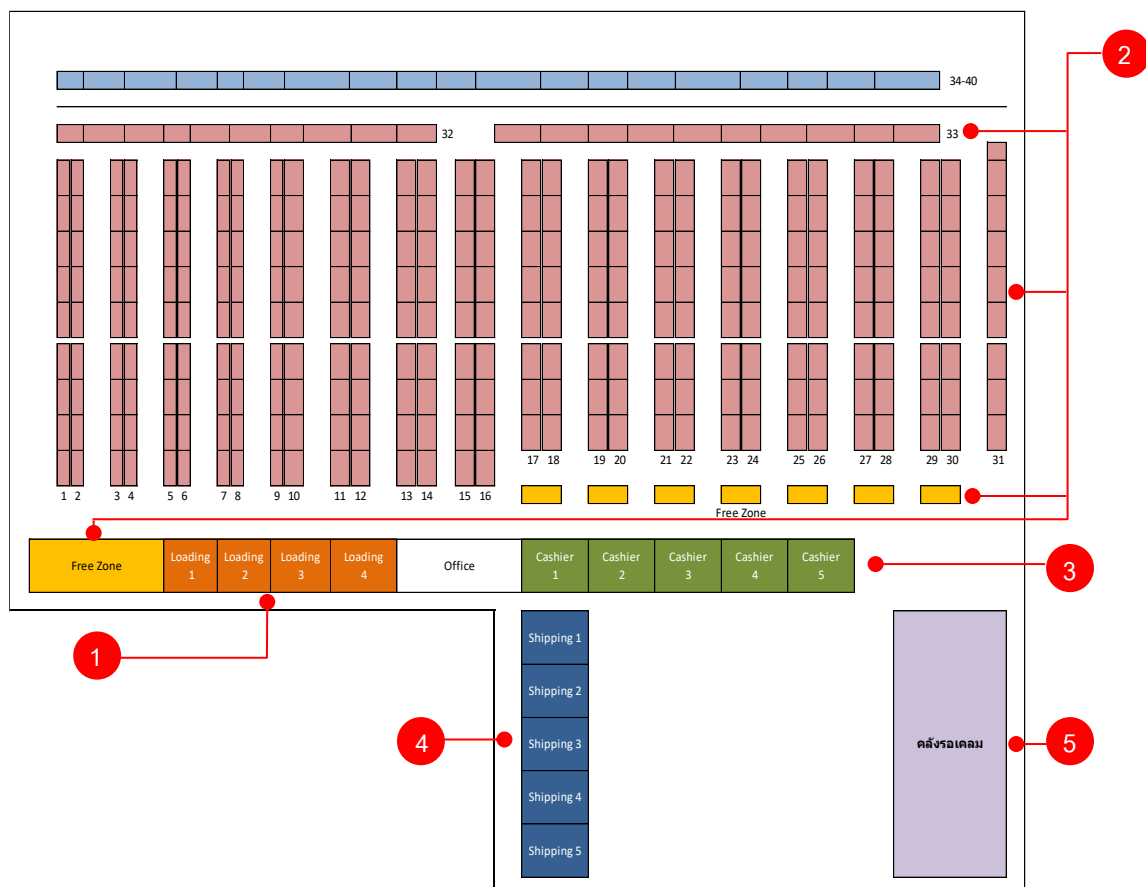 2
34-40
32
33
17 18 19 20 21 22 23 24 25 26 27 28 29 30 31
1 2 3 4 5 6 7 8 9 10 11 12 13 14 15 16
Free Zone
Free Zone
Loading 1
Loading 2
Loading 3
Loading 4
Office
Cashier 1
Cashier 2
Cashier 3
Cashier 4
Cashier 5
3
1
Shipping 1
Shipping 2
4
Shipping 3
Shipping 4
Shipping 5
คลังรอเคลม
5